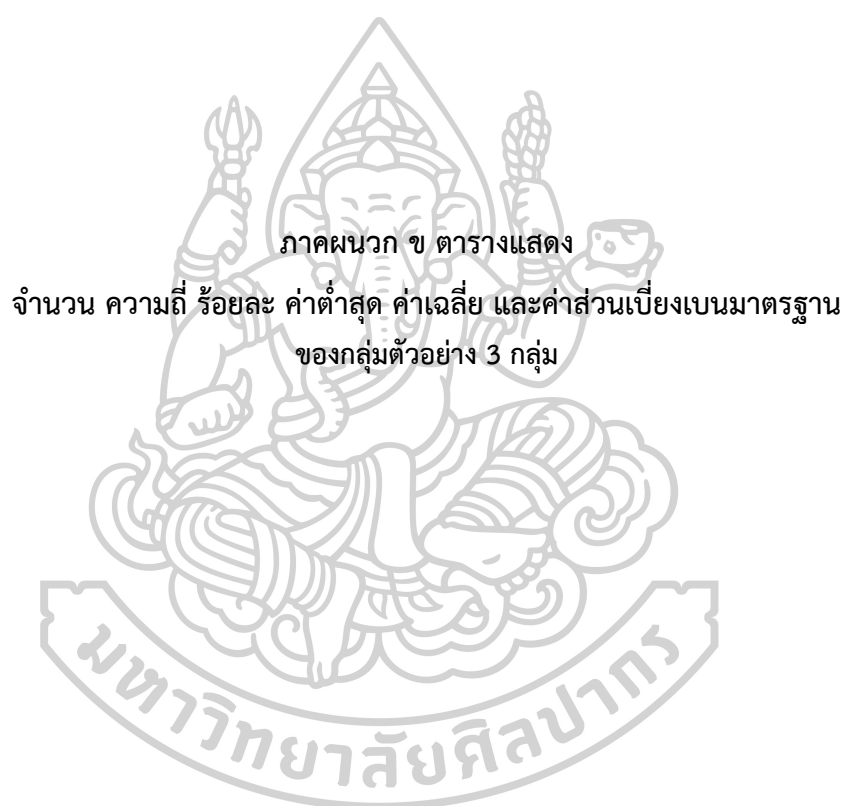 ภาคผนวก ข ตารางแสดง
จำนวน ความถี่ ร้อยละ ค่าต่ำสุด ค่าเฉลี่ย และค่าส่วนเบี่ยงเบนมาตรฐาน
ของกลุ่มตัวอย่าง 3 กลุ่ม
มหาวิทยาลัยศิลปากร